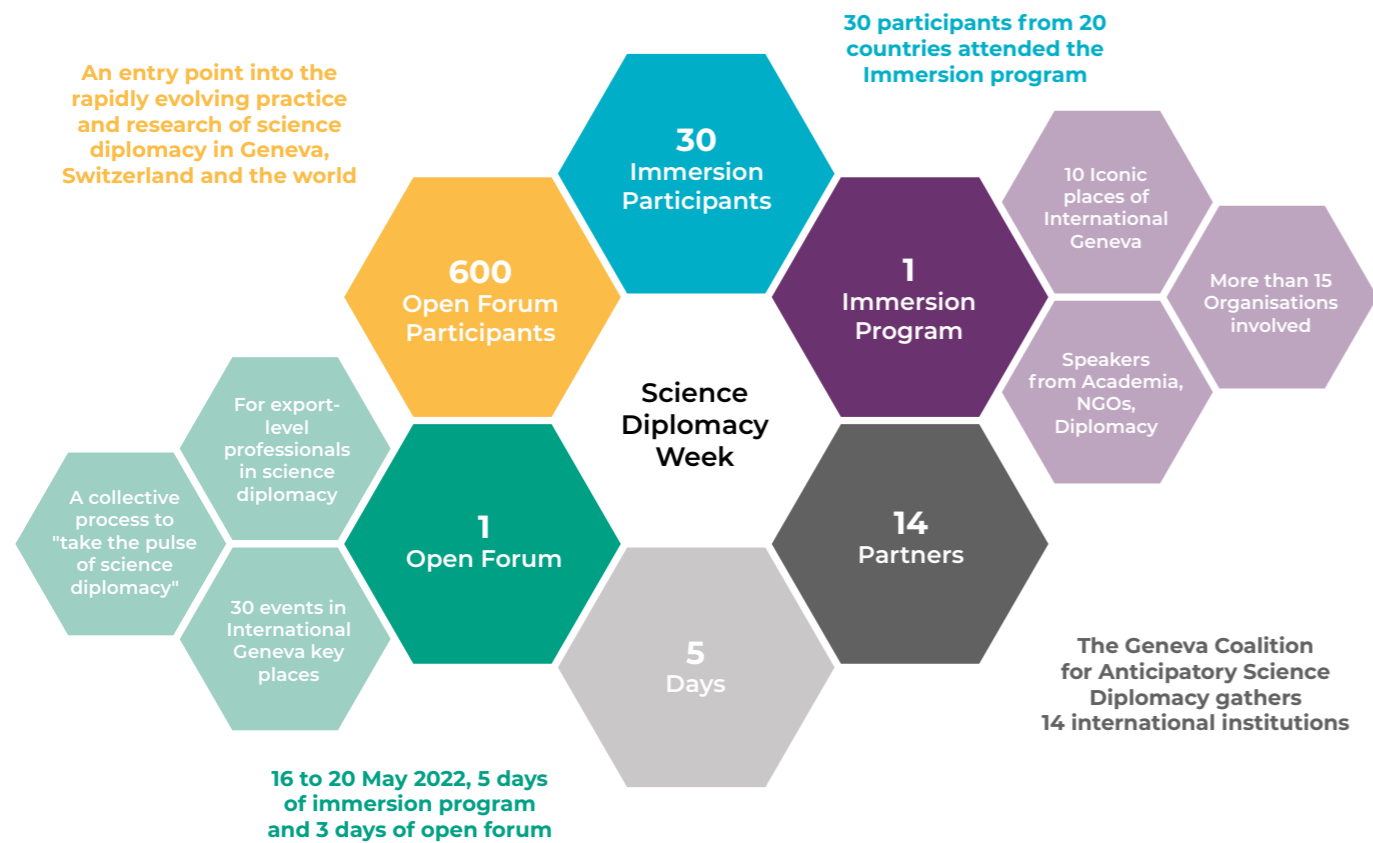 An entry point into the
rapidly evolving practice
and research of science
diplomacy in Geneva,
Switzerland and the world
30 participants from 20
countries attended the
Immersion program
30
Immersion
Participants
600
Open Forum
Participants
1
Immersion
Program
10 Iconic
places of
International
Geneva
More than 15
Organisations
involved
Speakers
from Academia,
NGOs,
Diplomacy
Science
Diplomacy
Week
For export-
level
professionals
in science
diplomacy
A collective
process to
"take the pulse
of science
diplomacy"
30 events in
International
Geneva key
places
1
Open Forum
14
Partners
5
Days
The Geneva Coalition
for Anticipatory Science
Diplomacy gathers
14 international institutions
16 to 20 May 2022, 5 days
of immersion program
and 3 days of open forum